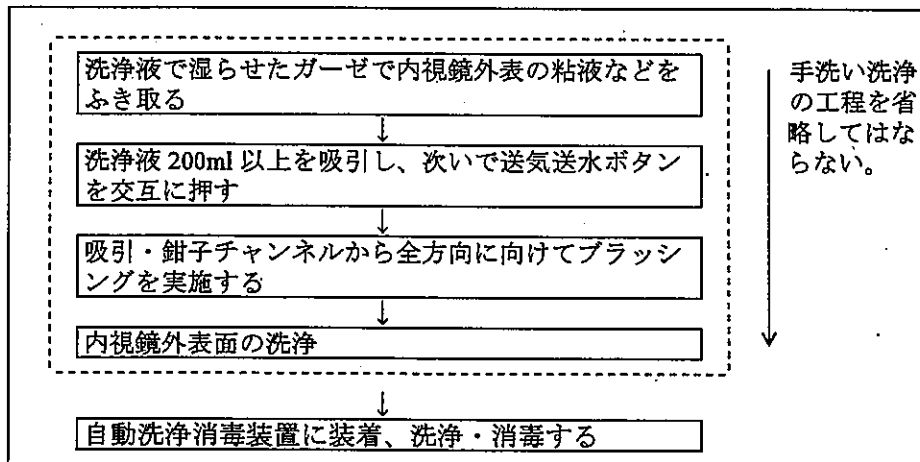 洗浄液で湿らせたガーゼで内視鏡外表の粘液などを
ふき取る
↓
洗浄液 200ml 以上を吸引し、次いで送気送水ボタン
を交互に押す
↓
吸引・鉗子チャンネルから全方向に向けてブラッシ
ングを実施する
↓
内視鏡外表面の洗浄
↓
自動洗浄消毒装置に装着、洗浄・消毒する
手洗い洗浄
の工程を省
略してはな
らない。